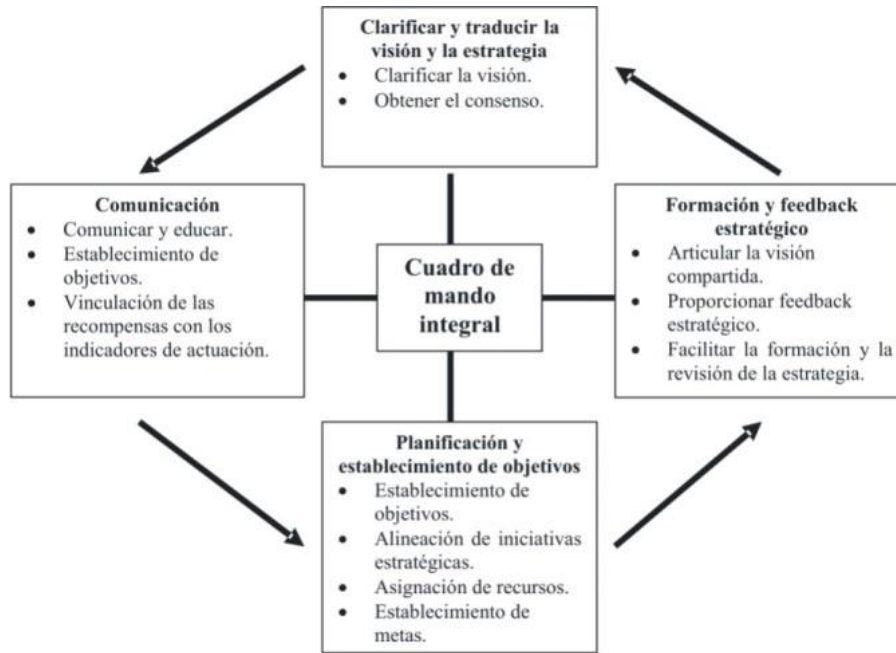 Clarificar y traducir la
visión y la estrategia
• Clarificar la visión.
• Obtener el consenso.
Comunicación
• Comunicar y educar.
• Establecimiento de
objetivos.
• Vinculación de las
recompensas con los
indicadores de actuación.
Cuadro de
mando
integral
Formación y feedback
estratégico
• Articular la visión
compartida.
• Proporcionar feedback
estratégico.
• Facilitar la formación y la
revisión de la estrategia.
Planificación y
establecimiento de objetivos
• Establecimiento de
objetivos.
• Alineación de iniciativas
estratégicas.
• Asignación de recursos.
• Establecimiento de
metas.